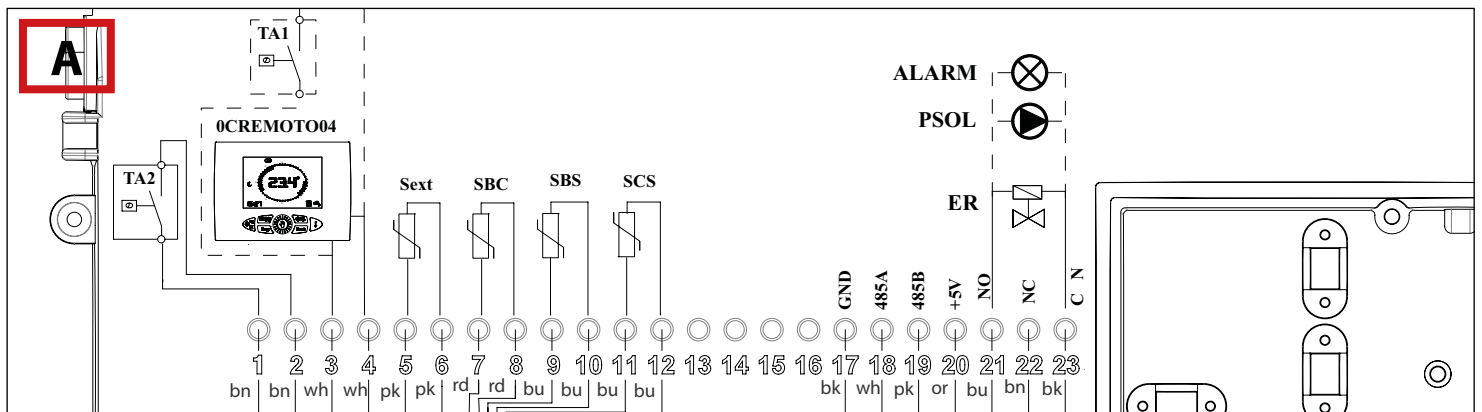 A
TA1
ALARM
PSOL
0CREMOTO04
TA2
Sext SBC SBS SCS
ER
GND 485A 485B +5V NO NC C N
1 2 3 4 5 6 7 8 9 10 11 12 13 14 15 16 17 18 19 20 21 22 23
bn bn wh wh pk pk rd rd bu bu bu bu bk wh pk or bu bn bk